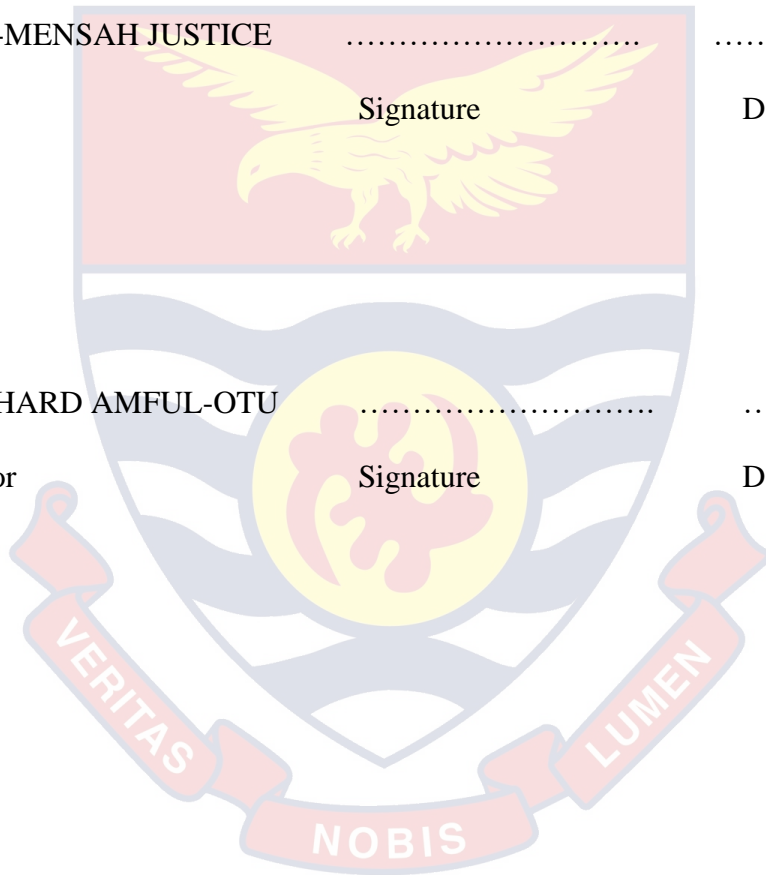 -MENSAH JUSTICE ………………………. …..
Signature D
HARD AMFUL-OTU ………………………. ..
or Signature D
VERITAS
NOBIS
LUMEN